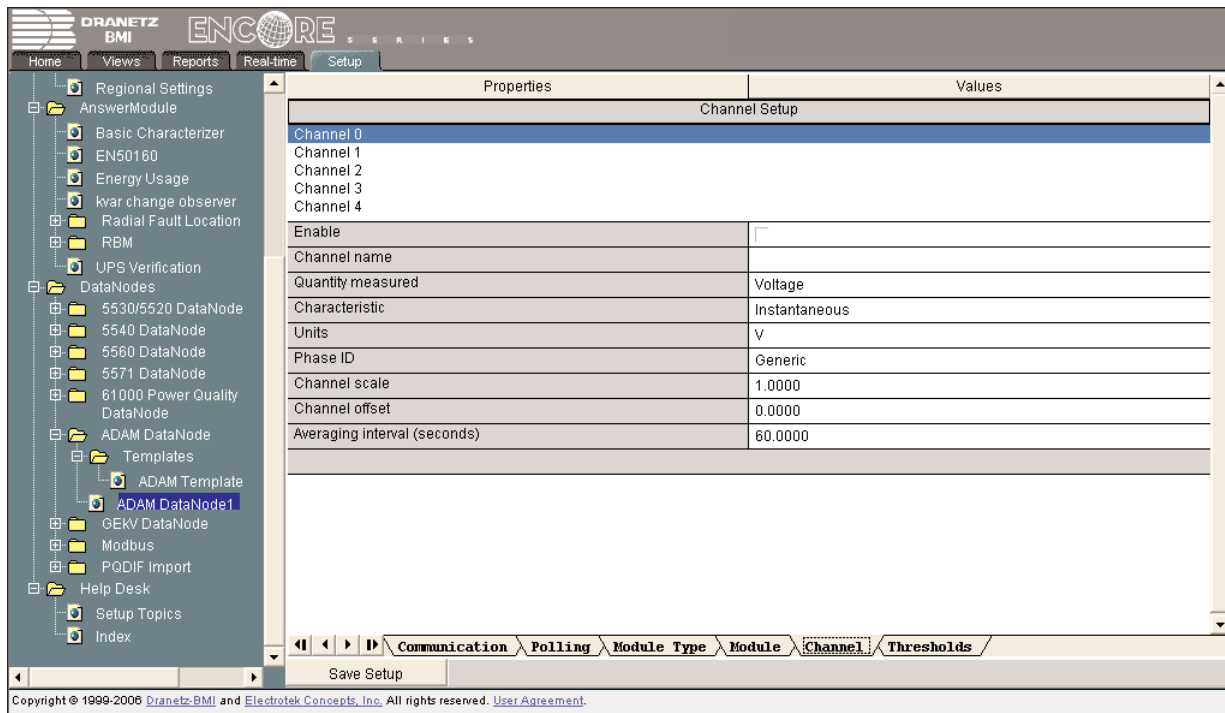 DRANETZ
BMI
ENCORE
SERIES
Home Views Reports Real-time Setup
Regional Settings
AnswerModule
Basic Characterizer
EN50160
Energy Usage
kvar change observer
Radial Fault Location
RBM
UPS Verification
DataNodes
5530/5520 DataNode
5540 DataNode
5560 DataNode
5571 DataNode
61000 Power Quality
DataNode
ADAM DataNode
Templates
ADAM Template
ADAM DataNode1
GEkV DataNode
Modbus
PQDIF Import
Help Desk
Setup Topics
Index
Properties Values
Channel Setup
Channel 0
Channel 1
Channel 2
Channel 3
Channel 4
Enable
Channel name
Quantity measured Voltage
Characteristic Instantaneous
Units V
Phase ID Generic
Channel scale 1.0000
Channel offset 0.0000
Averaging interval (seconds) 60.0000
Communication Polling Module Type Module Channel Thresholds
Save Setup
Copyright © 1999-2006 Dranetz-BMI and Electrotek Concepts, Inc. All rights reserved. User Agreement.